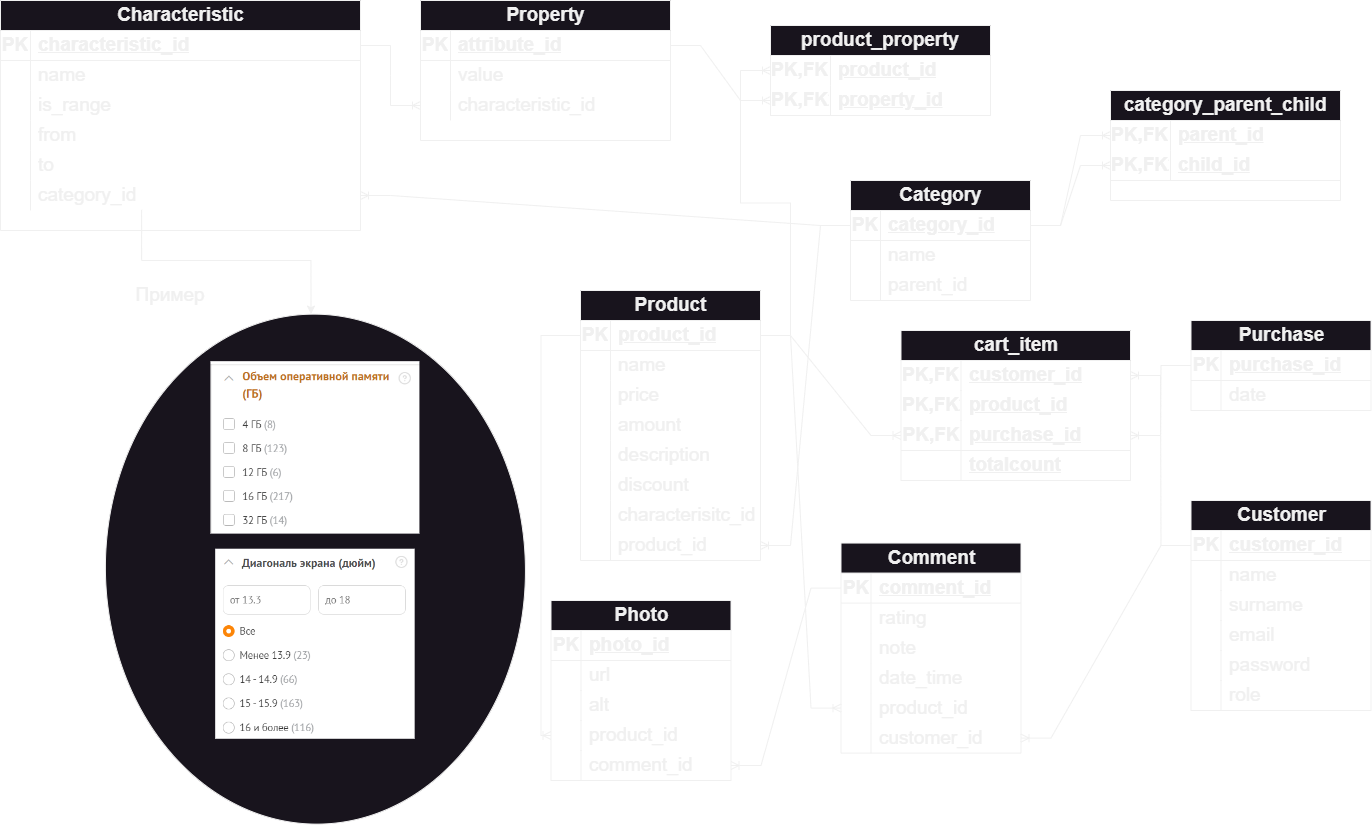 Characteristic
PK characteristic_id
name
is_range
from
to
category_id
Property
PK attribute_id
value
characteristic_id
product_property
PK,FK product_id
PK,FK property_id
category_parent_child
PK,FK parent_id
PK,FK child_id
Category
PK category_id
name
parent_id
Пример
Объем оперативной памяти
(ГБ)
?
4 ГБ (8)
8 ГБ (123)
12 ГБ (6)
16 ГБ (217)
32 ГБ (14)
Диагональ экрана (дюйм)
?
от 13.3
до 18
Все
Менее 13.9 (23)
14 - 14.9 (66)
15 - 15.9 (163)
16 и более (116)
Product
PK product_id
name
price
amount
description
discount
characterisitc_id
product_id
cart_item
PK,FK customer_id
PK,FK product_id
PK,FK purchase_id
totalcount
Purchase
PK purchase_id
date
Customer
PK customer_id
name
surname
email
password
role
Comment
PK comment_id
rating
note
date_time
product_id
customer_id
Photo
PK photo_id
url
alt
product_id
comment_id